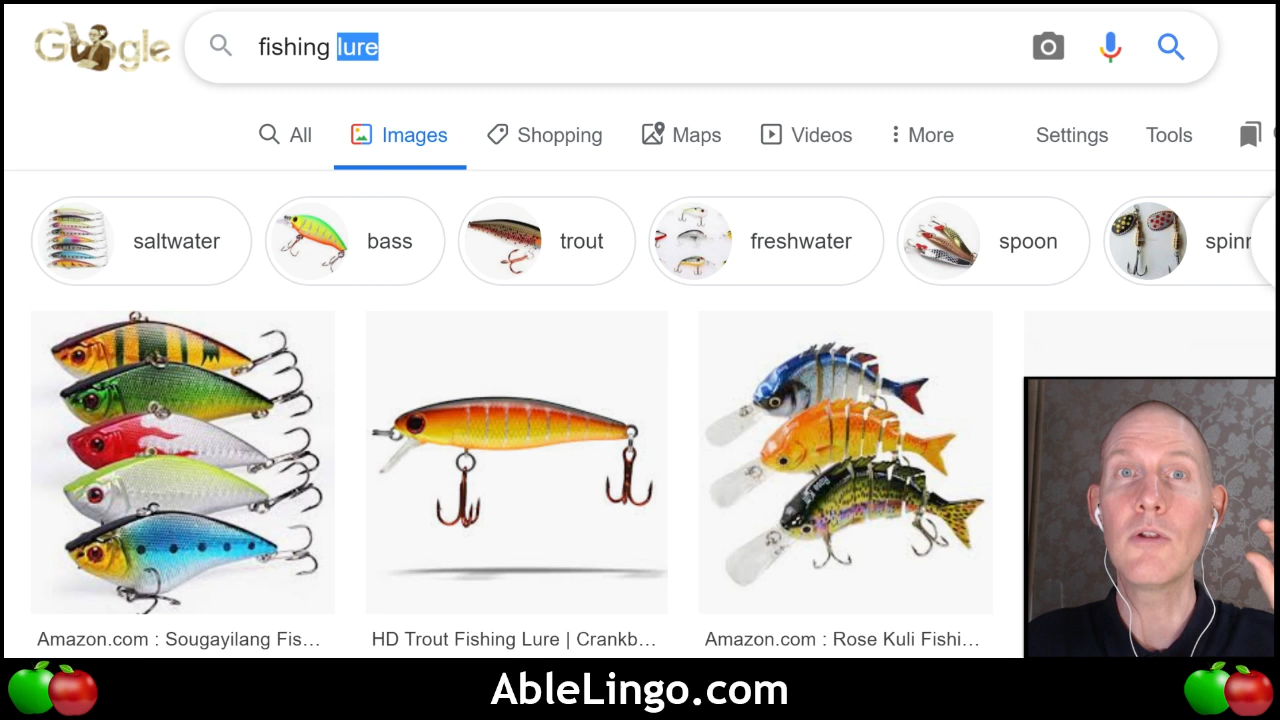 Google
fishing lure
All Images Shopping Maps Videos More Settings Tools
saltwater bass trout freshwater spoon
Amazon.com : Sougayilang Fis... HD Trout Fishing Lure | Crankb... Amazon.com : Rose Kuli Fishi...
AbleLingo.com